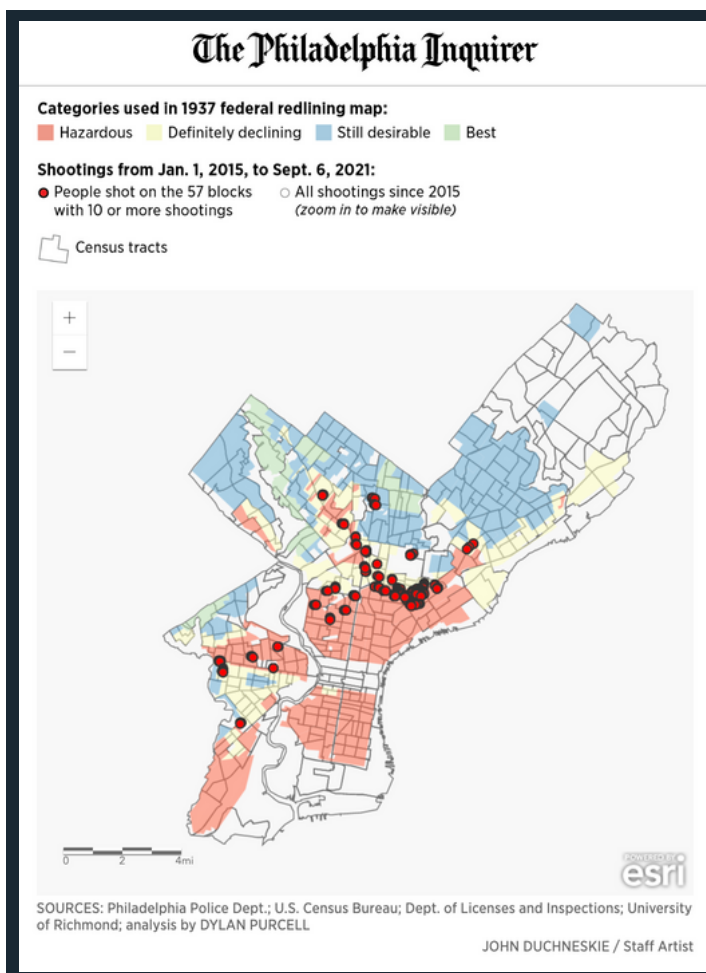 The Philadelphia Inquirer
Categories used in 1937 federal redlining map:
Hazardous Definitely declining Still desirable Best
Shootings from Jan. 1, 2015, to Sept. 6, 2021:
People shot on the 57 blocks All shootings since 2015
with 10 or more shootings (zoom in to make visible)
Census tracts
+
−
0 2 4mi
POWERED BY
esri
SOURCES: Philadelphia Police Dept.; U.S. Census Bureau; Dept. of Licenses and Inspections; University
of Richmond; analysis by DYLAN PURCELL
JOHN DUCHNESKIE / Staff Artist